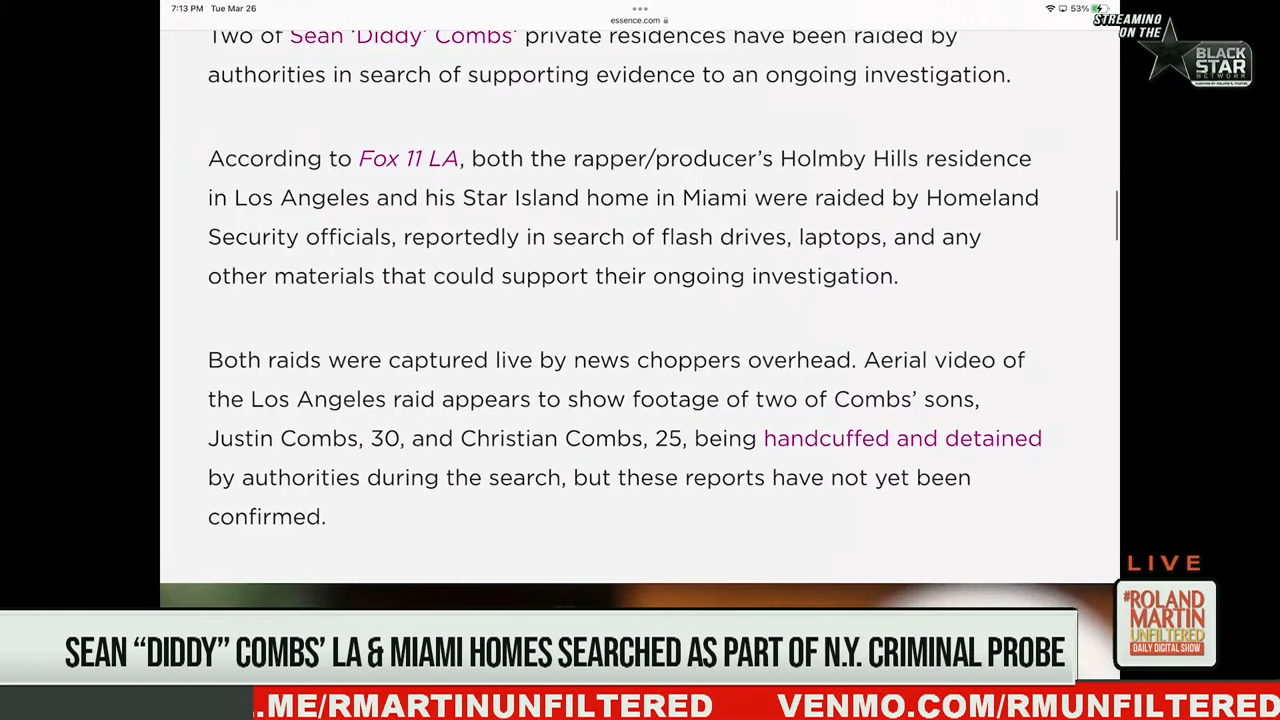 7:13 PM Tue Mar 26
essence.com
53%
STREAMING
ON THE
BLACK
STAR
NETWORK
Two of Sean ‘Diddy’ Combs’ private residences have been raided by
authorities in search of supporting evidence to an ongoing investigation.
According to Fox 11 LA, both the rapper/producer’s Holmby Hills residence
in Los Angeles and his Star Island home in Miami were raided by Homeland
Security officials, reportedly in search of flash drives, laptops, and any
other materials that could support their ongoing investigation.
Both raids were captured live by news choppers overhead. Aerial video of
the Los Angeles raid appears to show footage of two of Combs’ sons,
Justin Combs, 30, and Christian Combs, 25, being handcuffed and detained
by authorities during the search, but these reports have not yet been
confirmed.
LIVE
#ROLAND
MARTIN
UNFILTERED
DAILY DIGITAL SHOW
SEAN “DIDDY” COMBS’ LA & MIAMI HOMES SEARCHED AS PART OF N.Y. CRIMINAL PROBE
.ME/RMARTINUNFILTERED VENMO.COM/RMUNFILTERED